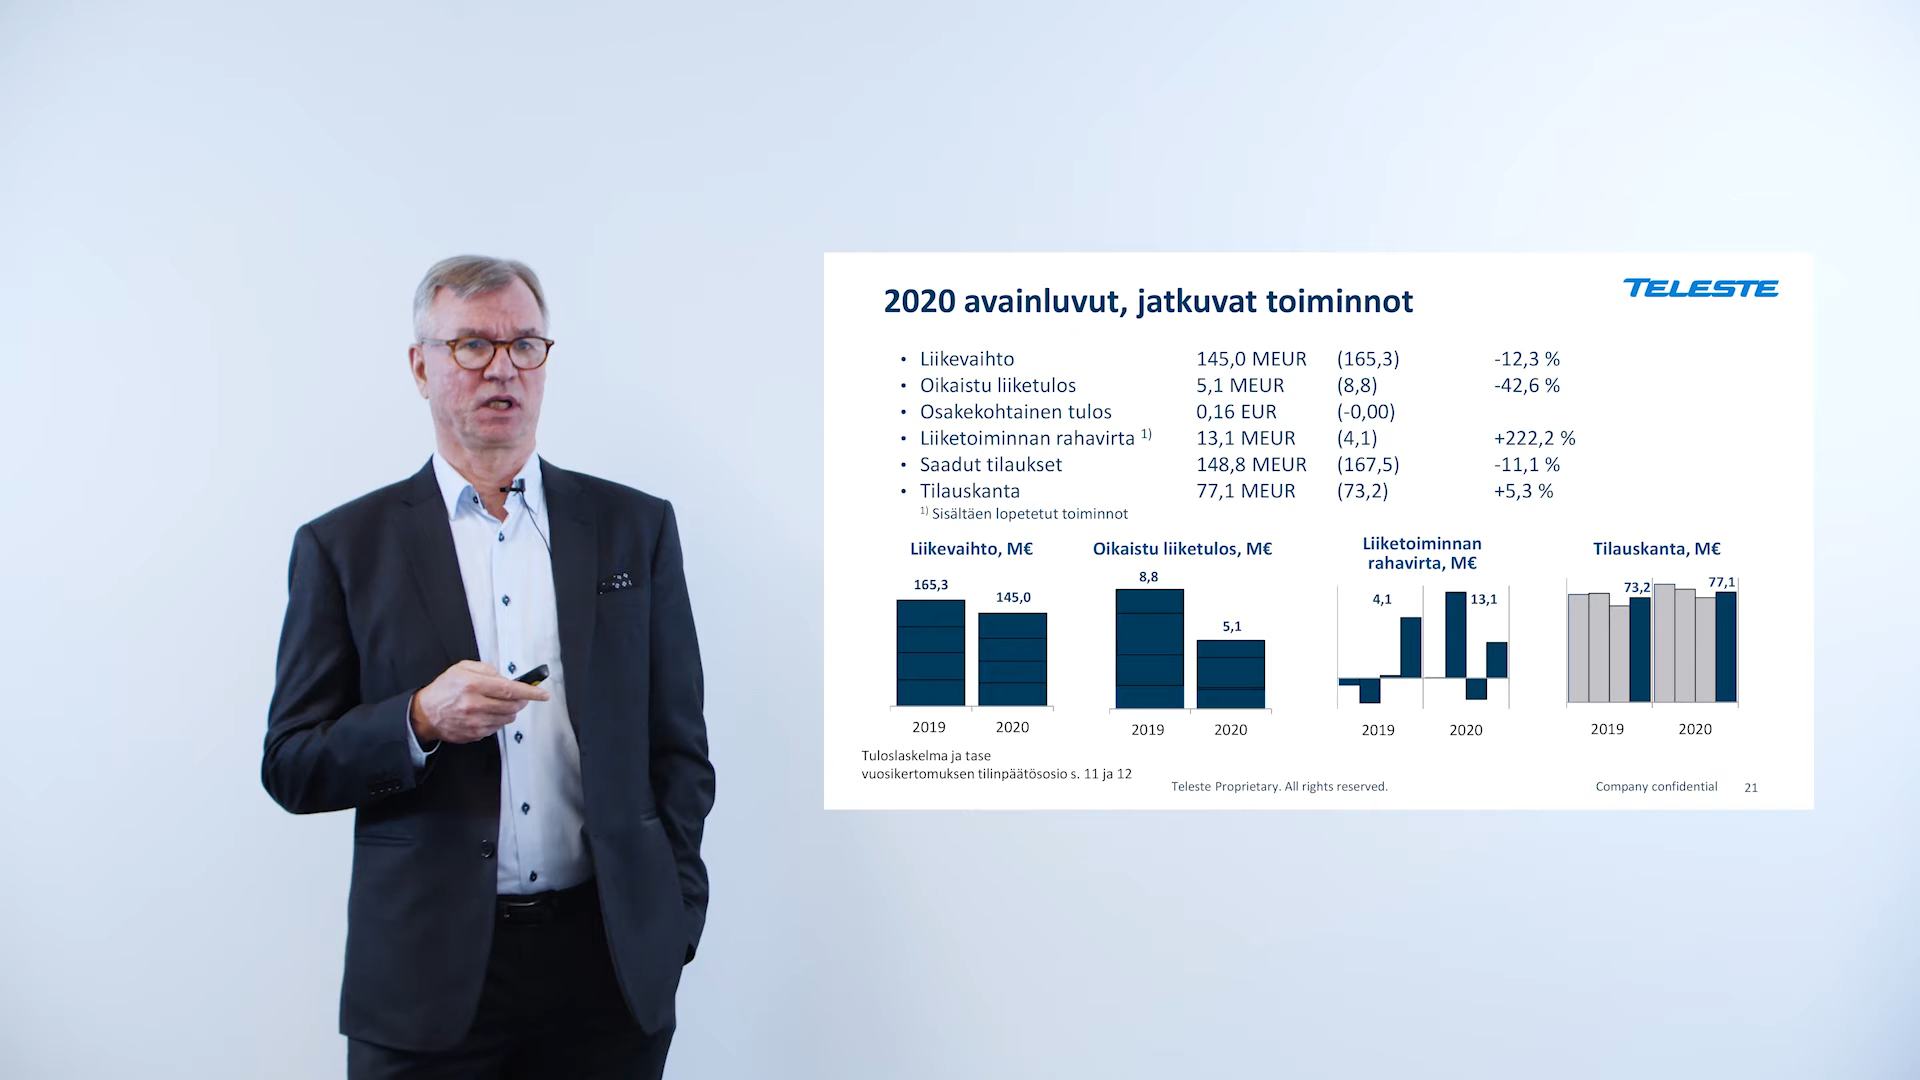 TELESTE
2020 avainluvut, jatkuvat toiminnot
• Liikevaihto 145,0 MEUR (165,3) -12,3 %
• Oikaistu liiketulos 5,1 MEUR (8,8) -42,6 %
• Osakekohtainen tulos 0,16 EUR (-0,00)
• Liiketoiminnan rahavirta 1) 13,1 MEUR (4,1) +222,2 %
• Saadut tilaukset 148,8 MEUR (167,5) -11,1 %
• Tilauskanta 77,1 MEUR (73,2) +5,3 %
1) Sisältäen lopetetut toiminnot
Liikevaihto, M€
165,3
145,0
2019 2020
Oikaistu liiketulos, M€
8,8
5,1
2019 2020
Liiketoiminnan
rahavirta, M€
4,1 13,1
2019 2020
Tilauskanta, M€
73,2 77,1
2019 2020
Tuloslaskelma ja tase
vuosikertomuksen tilinpäätösosio s. 11 ja 12
Teleste Proprietary. All rights reserved.
Company confidential 21